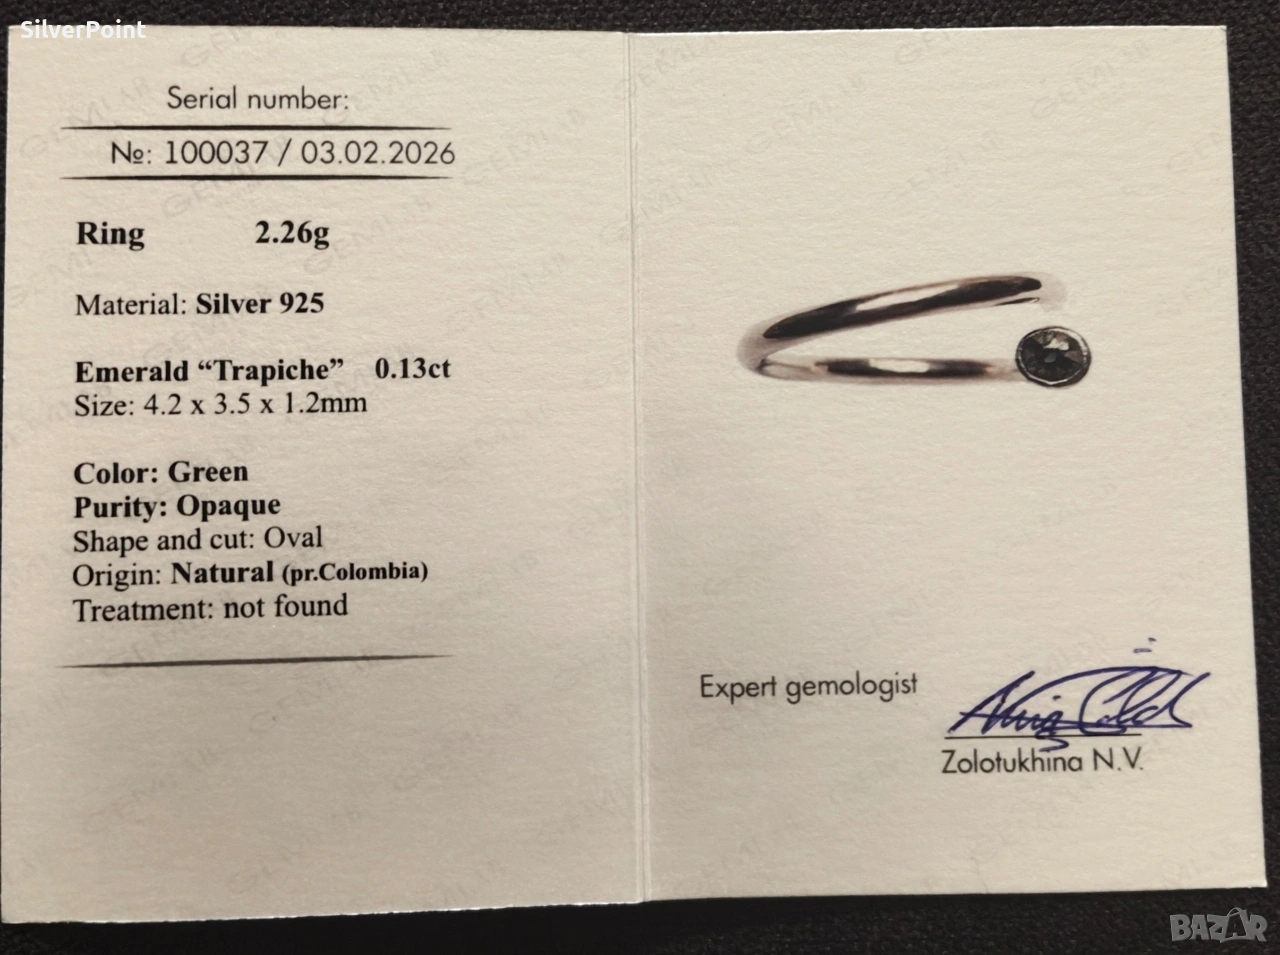 SilverPoint
Serial number:
№: 100037 / 03.02.2026
Ring 2.26g
Material: Silver 925
Emerald “Trapiche” 0.13ct
Size: 4.2 x 3.5 x 1.2mm
Color: Green
Purity: Opaque
Shape and cut: Oval
Origin: Natural (pr.Colombia)
Treatment: not found
Expert gemologist
Zolotukhina N.V.
BAZAR
GEMLAB